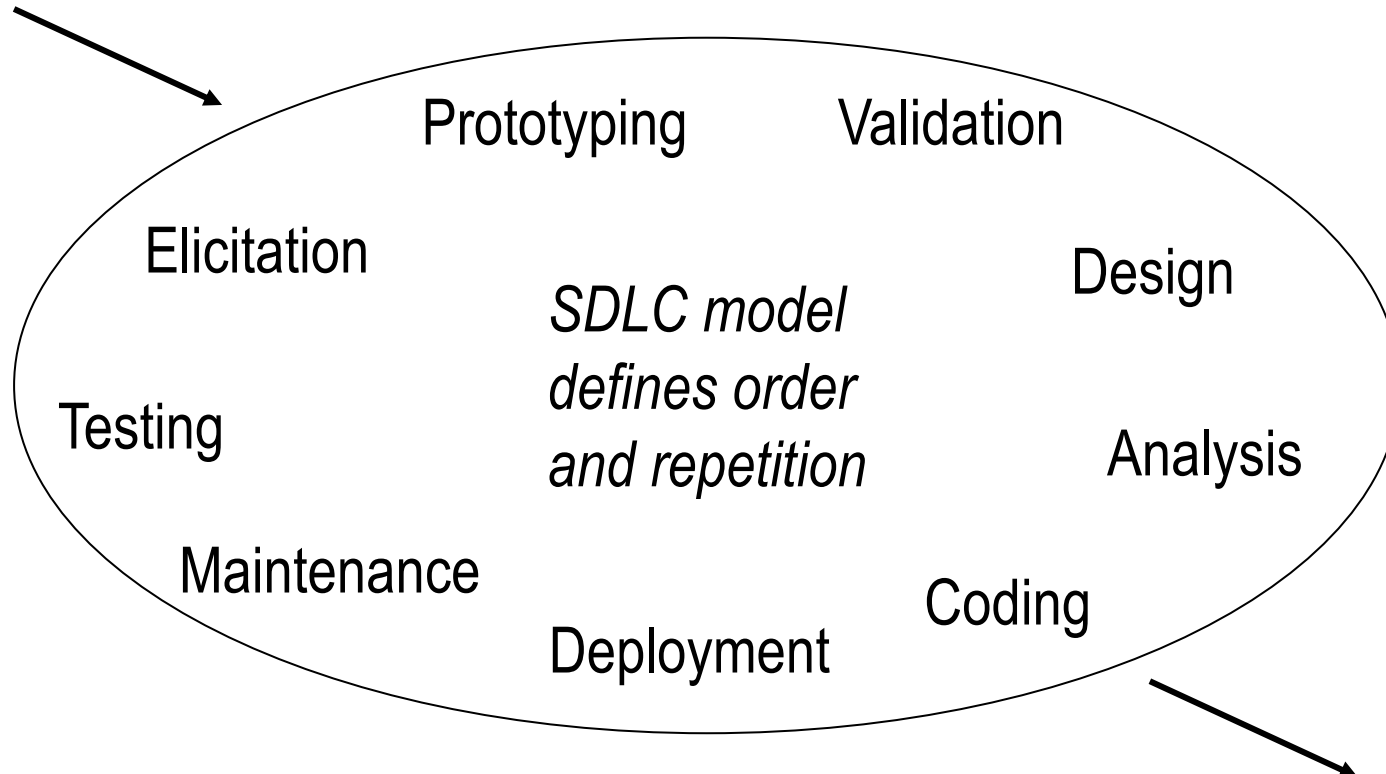 Prototyping Validation
Elicitation
Design
SDLC model
defines order
and repetition
Testing
Analysis
Maintenance
Coding
Deployment